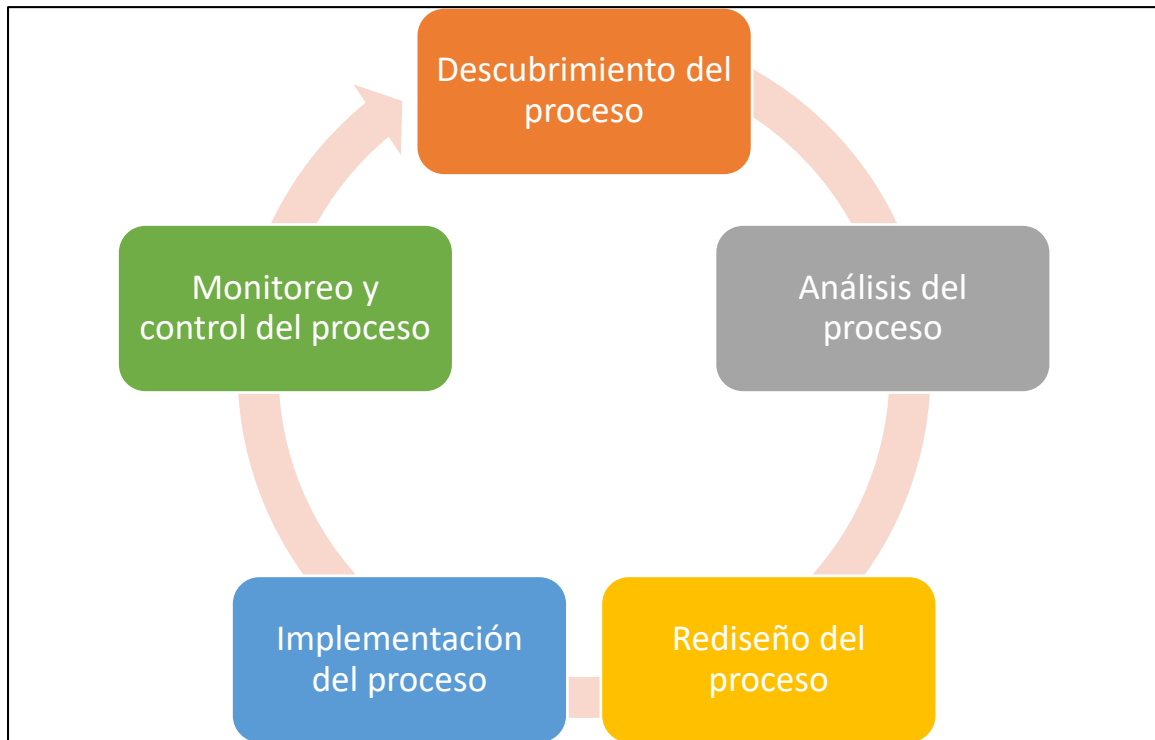 Descubrimiento del
proceso
Análisis del
proceso
Rediseño del
proceso
Implementación
del proceso
Monitoreo y
control del proceso